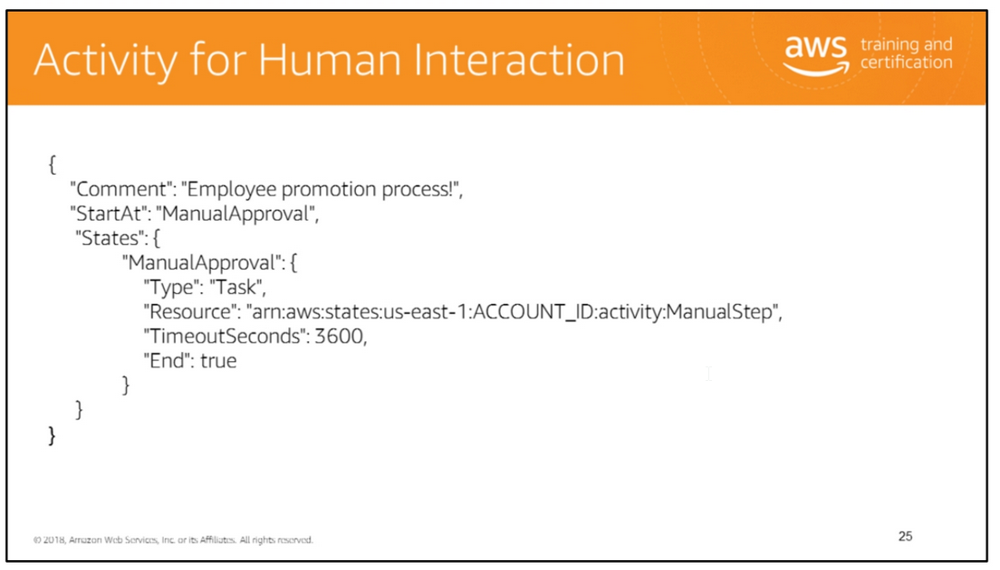 Activity for Human Interaction
aws training and
certification
{
"Comment": "Employee promotion process!",
"StartAt": "ManualApproval",
"States": {
"ManualApproval": {
"Type": "Task",
"Resource": "arn:aws:states:us-east-1:ACCOUNT_ID:activity:ManualStep",
"TimeoutSeconds": 3600,
"End": true
}
}
}
© 2018, Amazon Web Services, Inc. or its Affiliates. All rights reserved.
25